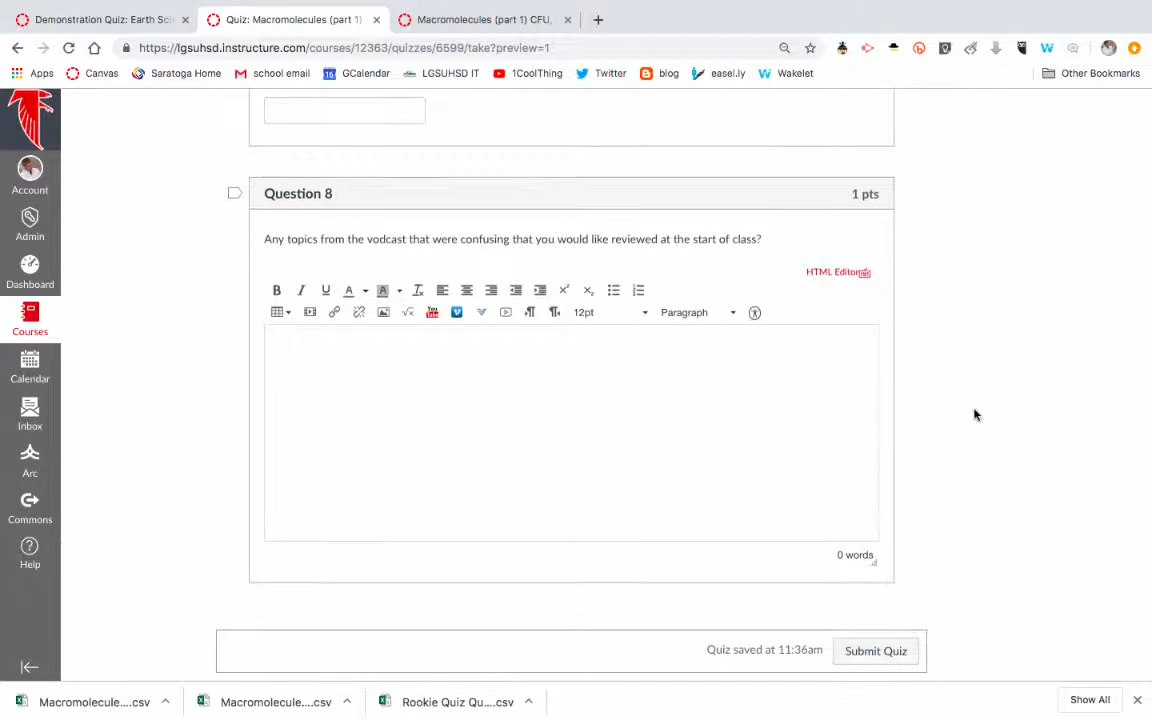 Demonstration Quiz: Earth Sci
Quiz: Macromolecules (part 1)
Macromolecules (part 1) CFU,
https://lgsuhsd.instructure.com/courses/12363/quizzes/6599/take?preview=1
Apps
Canvas
Saratoga Home
school email
16
GCalendar
LGSUHSD IT
1CoolThing
Twitter
blog
easel.ly
Wakelet
Other Bookmarks
Account
Admin
Dashboard
Courses
Calendar
Inbox
Arc
Commons
Help
Question 8
1 pts
Any topics from the vodcast that were confusing that you would like reviewed at the start of class?
HTML Editor
12pt
Paragraph
0 words
Quiz saved at 11:36am
Submit Quiz
Macromolecule....csv
Macromolecule....csv
Rookie Quiz Qu....csv
Show All